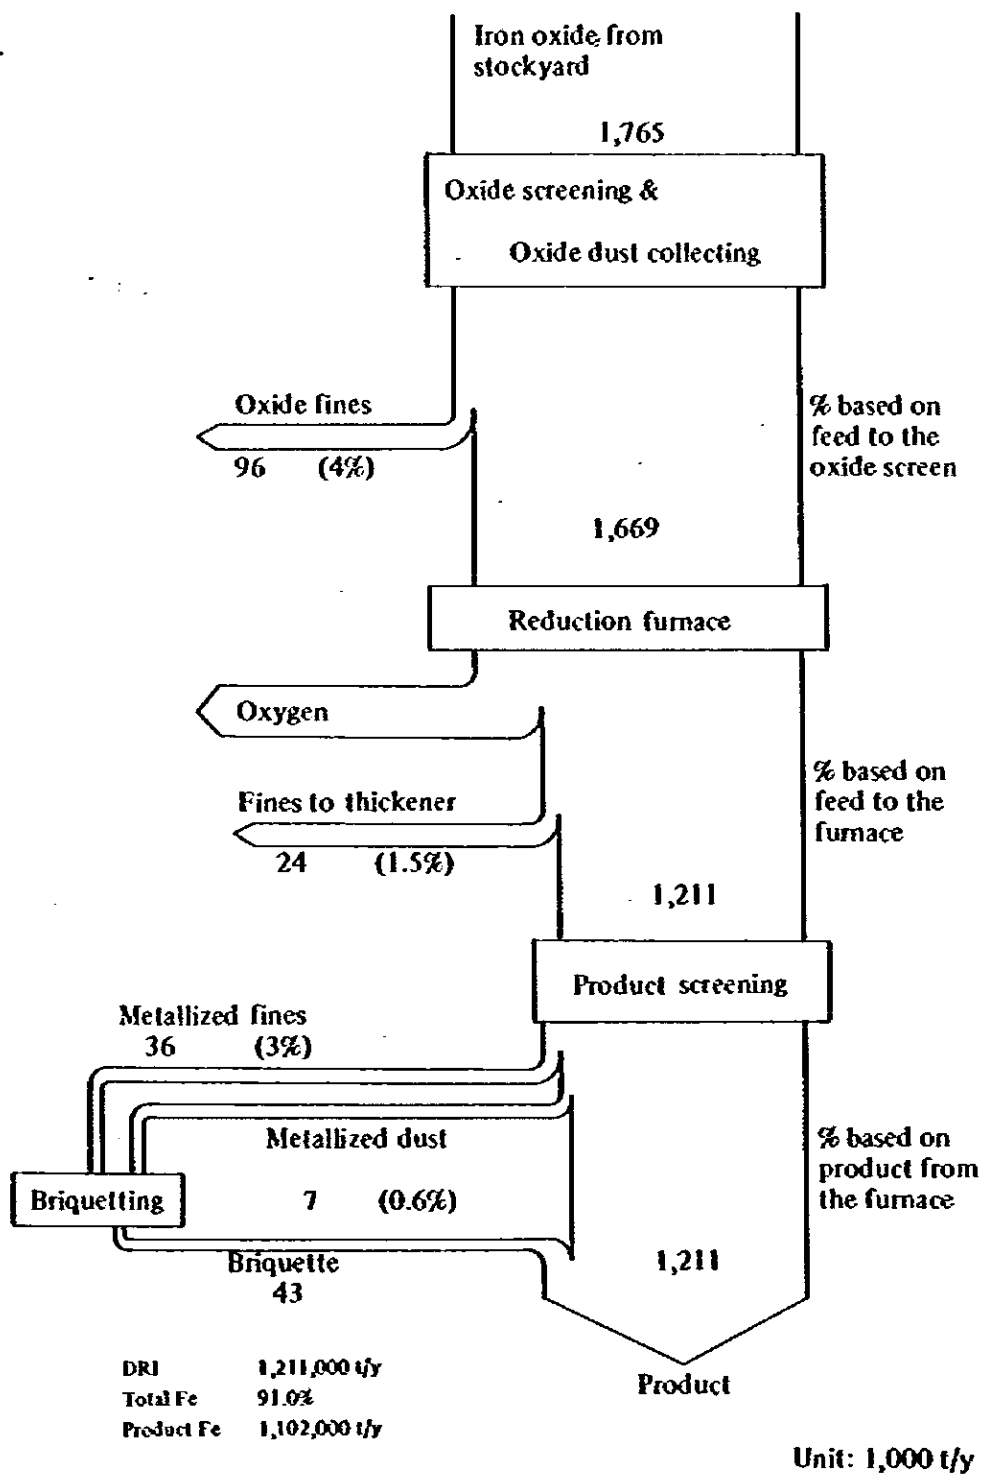 Iron oxide from
stockyard
1,765
Oxide screening &
Oxide dust collecting
Oxide fines
96 (4%)
% based on
feed to the
oxide screen
1,669
Reduction furnace
Oxygen
Fines to thickener
24 (1.5%)
% based on
feed to the
furnace
1,211
Product screening
Metallized fines
36 (3%)
Metallized dust
7 (0.6%)
% based on
product from
the furnace
Briquetting
Briquette
43
1,211
Product
DRI 1,211,000 t/y
Total Fe 91.0%
Product Fe 1,102,000 t/y
Unit: 1,000 t/y